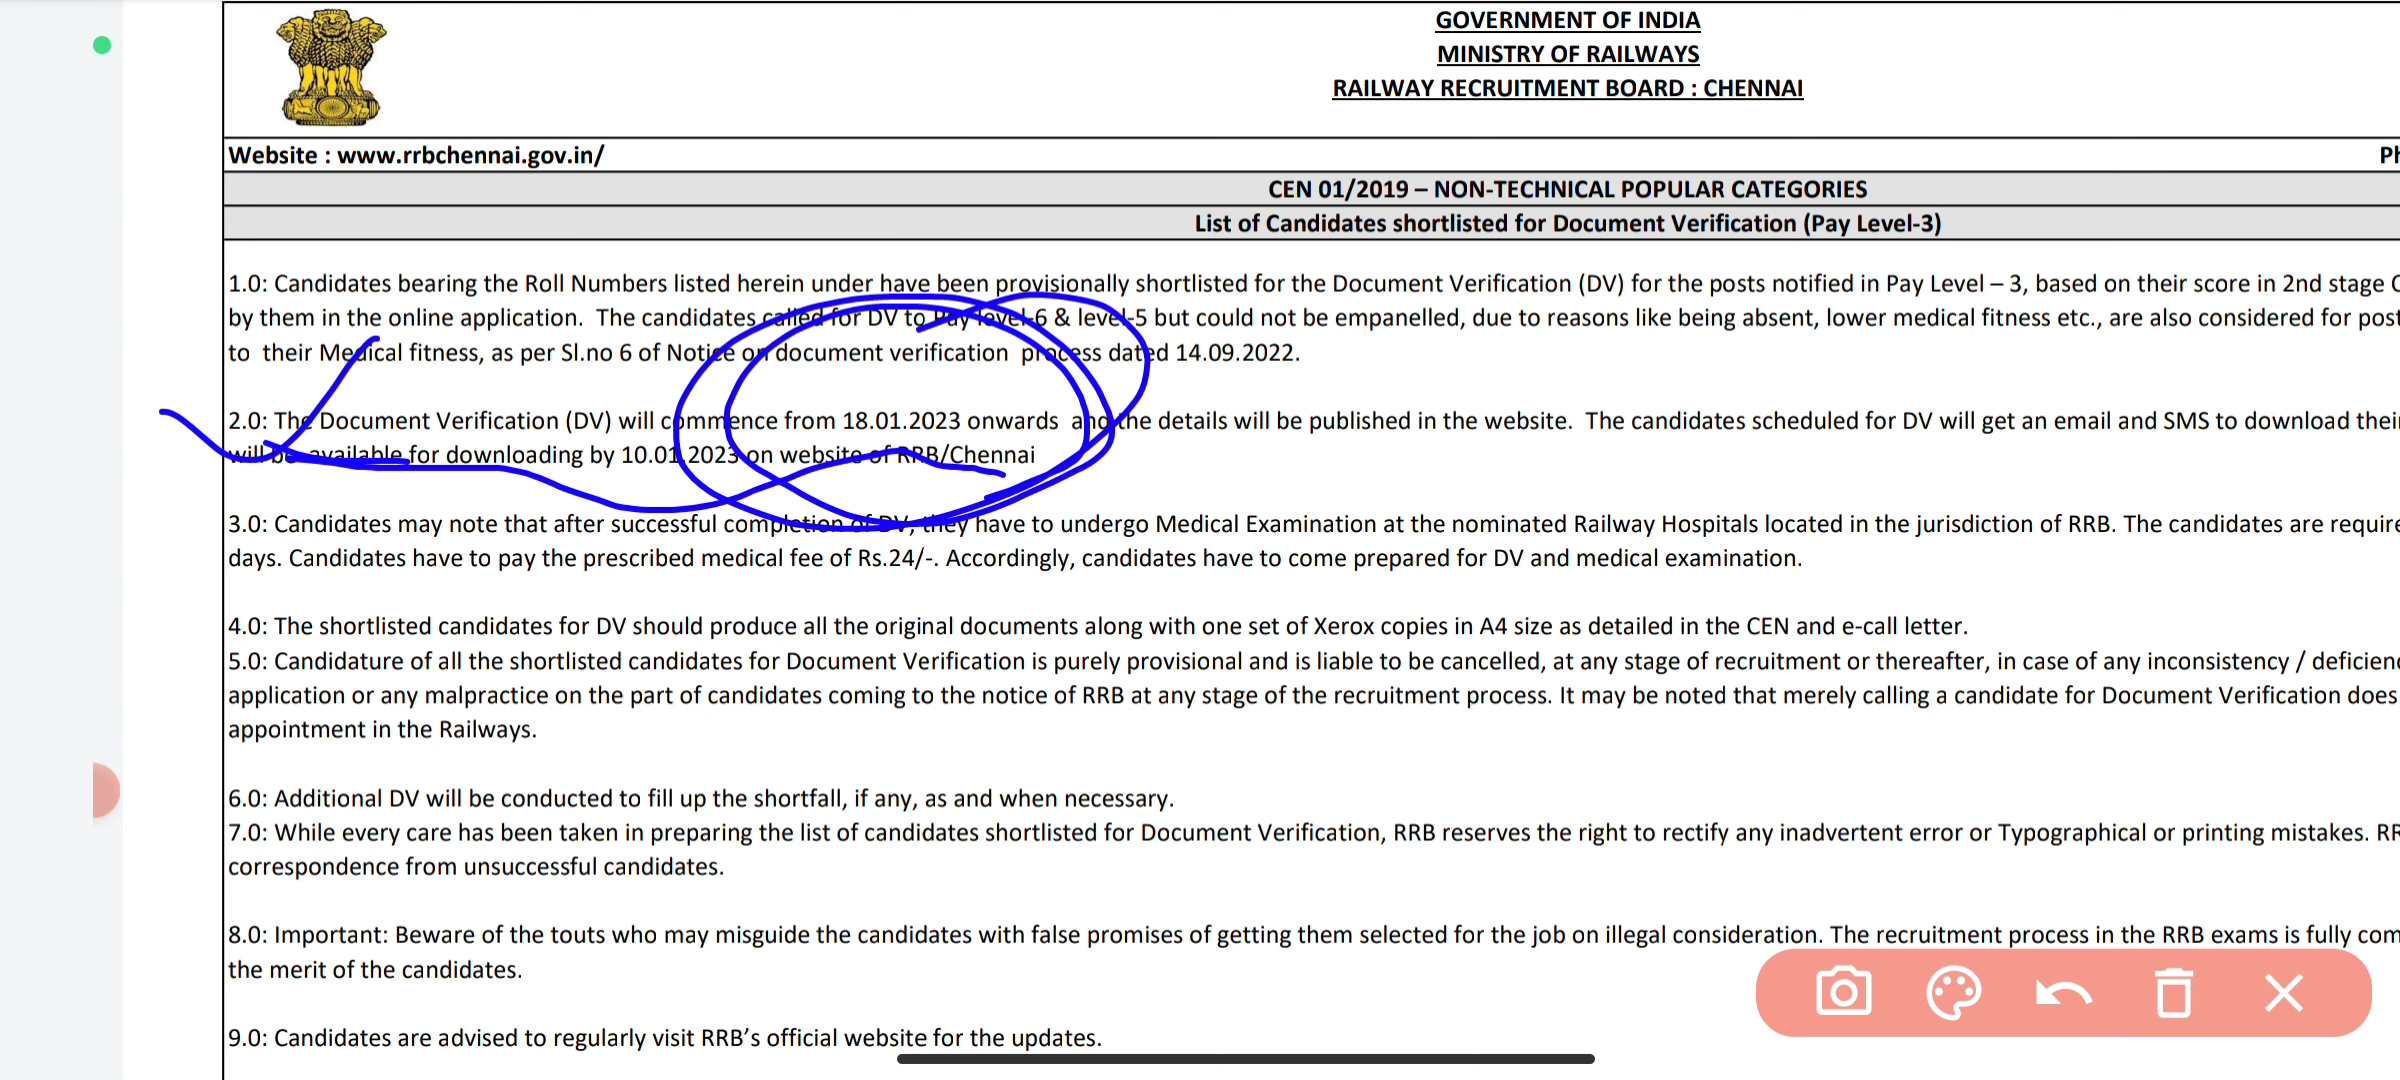 GOVERNMENT OF INDIA
MINISTRY OF RAILWAYS
RAILWAY RECRUITMENT BOARD : CHENNAI
Website : www.rrbchennai.gov.in/
CEN 01/2019 – NON-TECHNICAL POPULAR CATEGORIES
List of Candidates shortlisted for Document Verification (Pay Level-3)
1.0: Candidates bearing the Roll Numbers listed herein under have been provisionally shortlisted for the Document Verification (DV) for the posts notified in Pay Level – 3, based on their score in 2nd stage
by them in the online application. The candidates called for DV to Pay level-6 & level-5 but could not be empanelled, due to reasons like being absent, lower medical fitness etc., are also considered for
to their Medical fitness, as per Sl.no 6 of Notice on document verification process dated 14.09.2022.
2.0: The Document Verification (DV) will commence from 18.01.2023 onwards and the details will be published in the website. The candidates scheduled for DV will get an email and SMS to download
will be available for downloading by 10.01.2023 on website of RRB/Chennai
3.0: Candidates may note that after successful completion of DV, they have to undergo Medical Examination at the nominated Railway Hospitals located in the jurisdiction of RRB. The candidates are
days. Candidates have to pay the prescribed medical fee of Rs.24/-. Accordingly, candidates have to come prepared for DV and medical examination.
4.0: The shortlisted candidates for DV should produce all the original documents along with one set of Xerox copies in A4 size as detailed in the CEN and e-call letter.
5.0: Candidature of all the shortlisted candidates for Document Verification is purely provisional and is liable to be cancelled, at any stage of recruitment or thereafter, in case of any inconsistency /
application or any malpractice on the part of candidates coming to the notice of RRB at any stage of the recruitment process. It may be noted that merely calling a candidate for Document Verification does
appointment in the Railways.
6.0: Additional DV will be conducted to fill up the shortfall, if any, as and when necessary.
7.0: While every care has been taken in preparing the list of candidates shortlisted for Document Verification, RRB reserves the right to rectify any inadvertent error or Typographical or printing mistakes.
correspondence from unsuccessful candidates.
8.0: Important: Beware of the touts who may misguide the candidates with false promises of getting them selected for the job on illegal consideration. The recruitment process in the RRB exams is fully
the merit of the candidates.
9.0: Candidates are advised to regularly visit RRB’s official website for the updates.